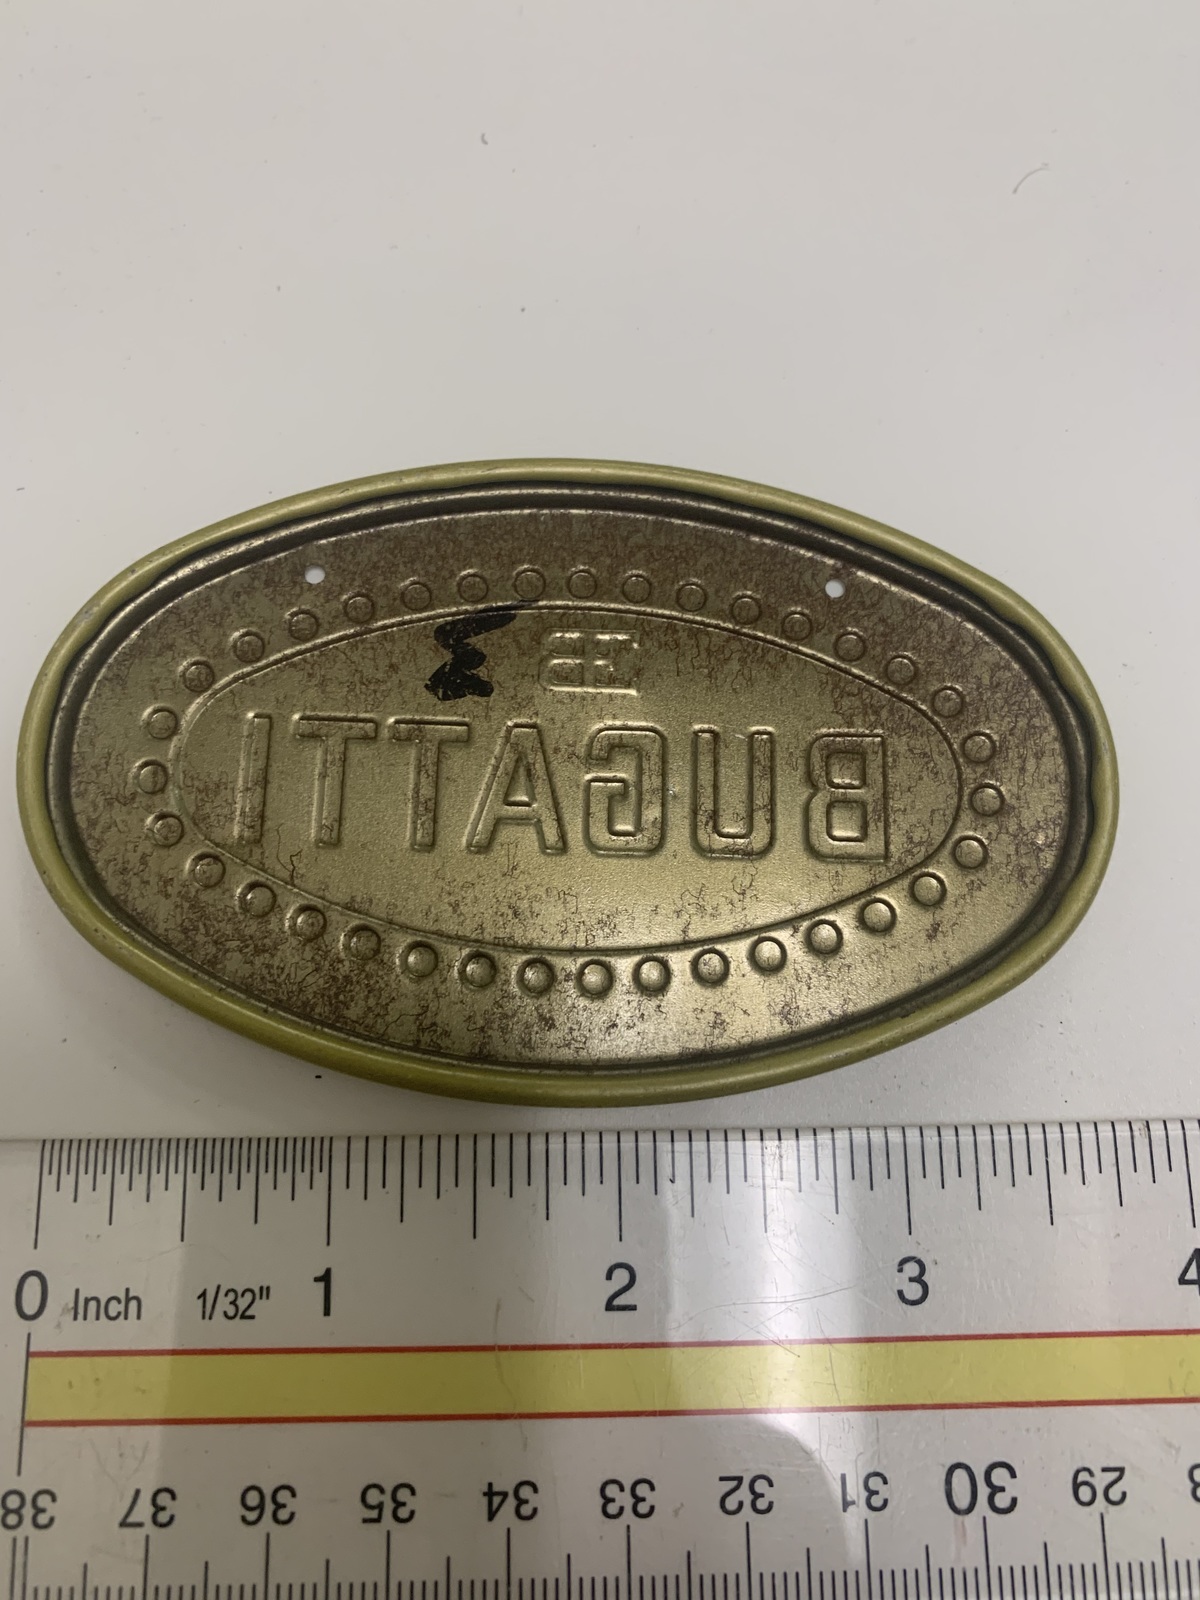 EB
BUGATTI
0 Inch 1/32" 1 2 3 4
38 37 36 35 34 33 32 31 30 29